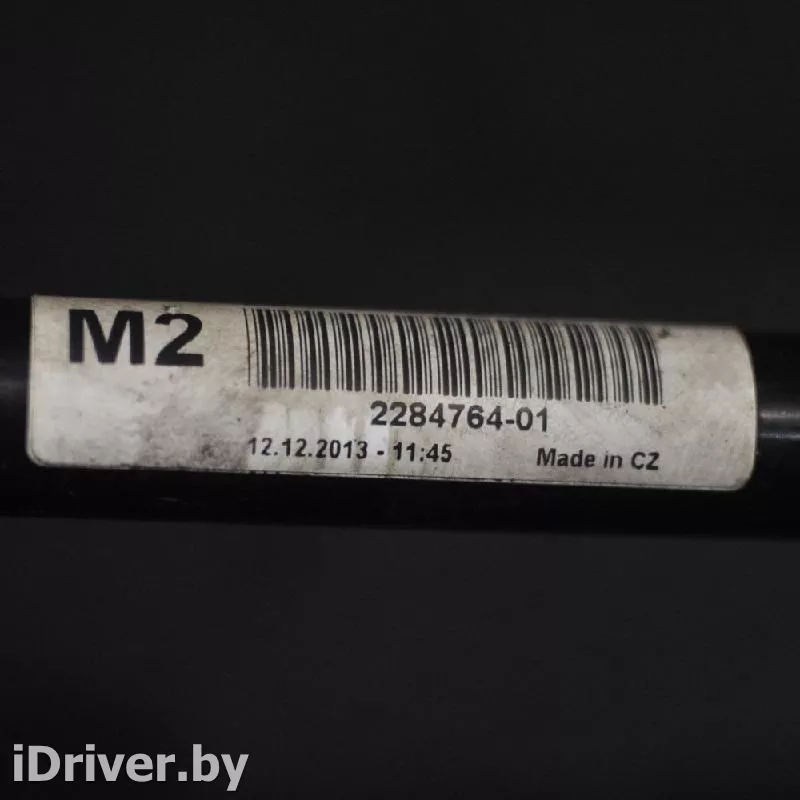 M2
2284764-01
12.12.2013 - 11:45 Made in CZ
iDriver.by